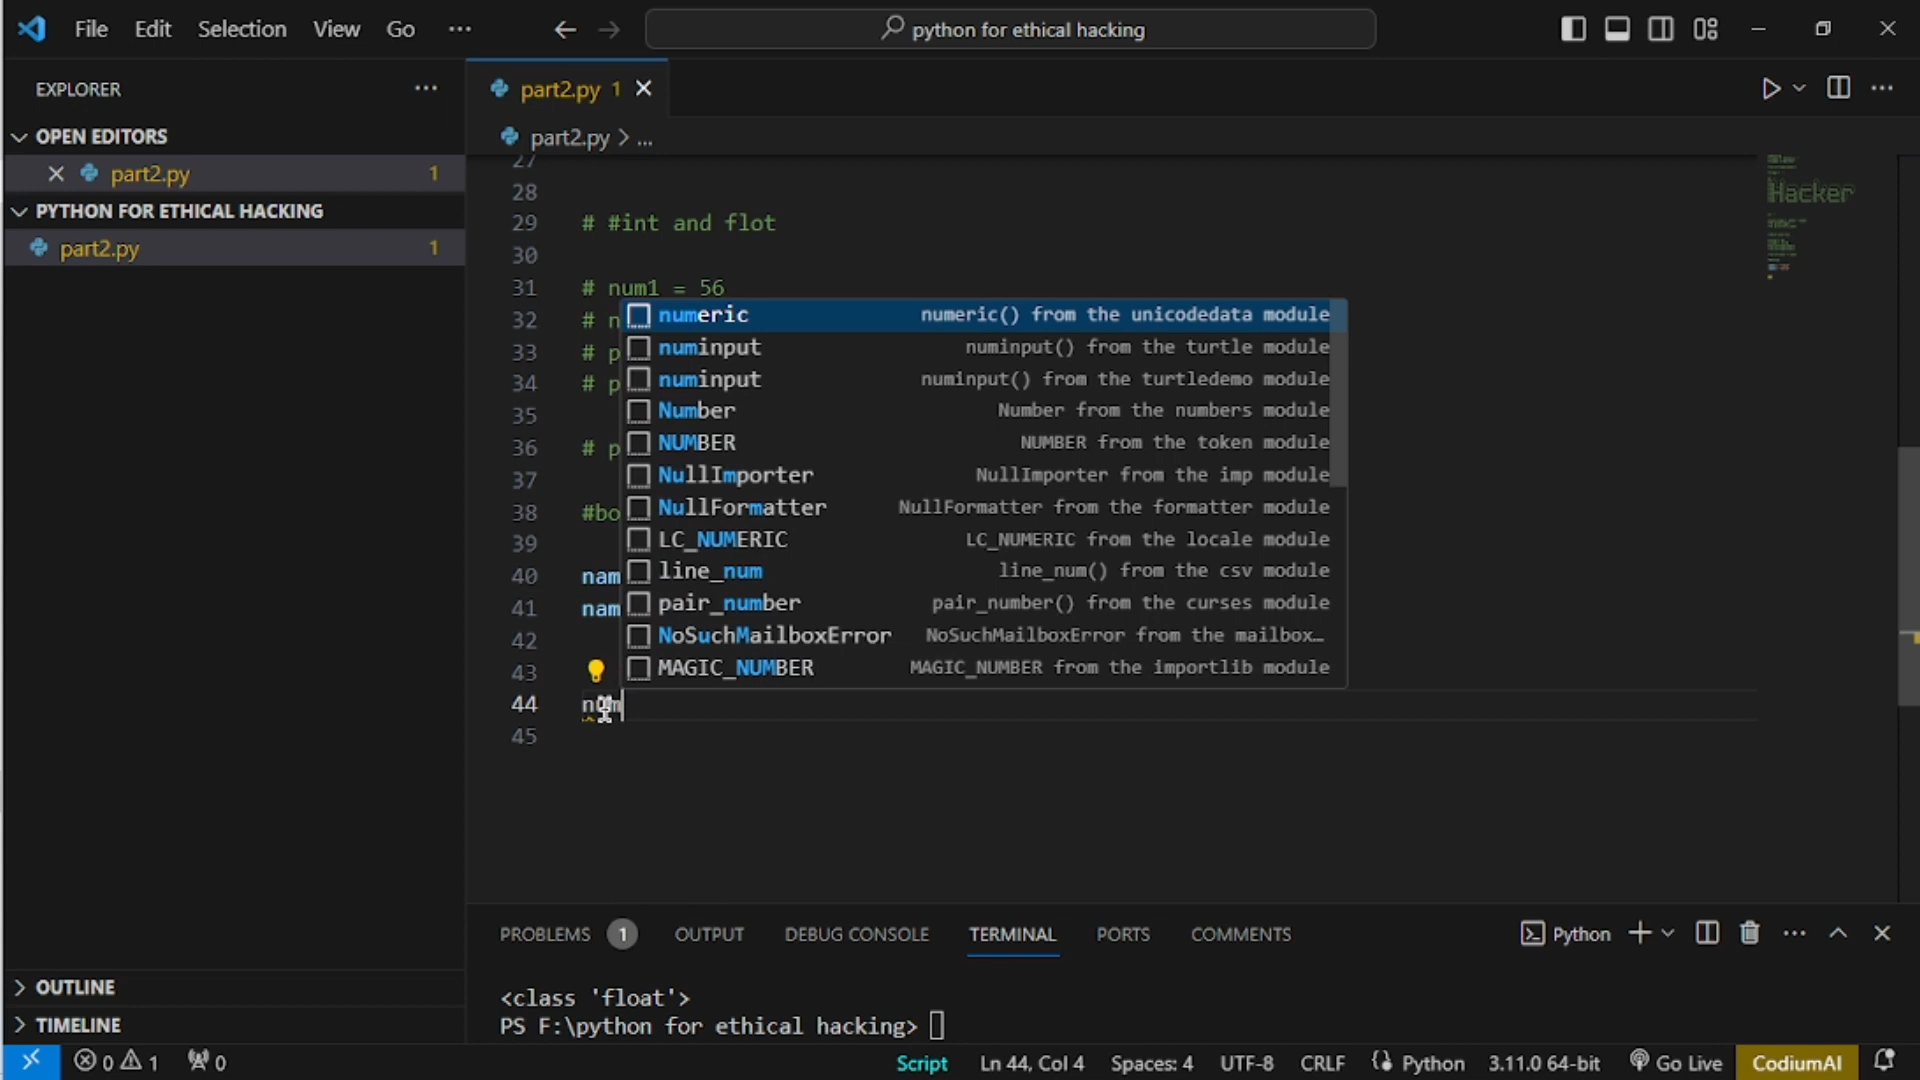 File Edit Selection View Go ··· python for ethical hacking
EXPLORER ···
OPEN EDITORS
part2.py 1
PYTHON FOR ETHICAL HACKING
part2.py 1
part2.py 1
part2.py > ...
27
28
29 # #int and flot
30
31 # num1 = 56
32 # n
33 # p
34 # p
35
36 # p
37
38 #bo
39
40 nam
41 nam
42
43
44 num
45
numeric numeric() from the unicodedata module
numinput numinput() from the turtle module
numinput numinput() from the turtledemo module
Number Number from the numbers module
NUMBER NUMBER from the token module
NullImporter NullImporter from the imp module
NullFormatter NullFormatter from the formatter module
LC_NUMERIC LC_NUMERIC from the locale module
line_num line_num() from the csv module
pair_number pair_number() from the curses module
NoSuchMailboxError NoSuchMailboxError from the mailbox…
MAGIC_NUMBER MAGIC_NUMBER from the importlib module
Hacker
PROBLEMS 1 OUTPUT DEBUG CONSOLE TERMINAL PORTS COMMENTS Python
<class 'float'>
PS F:\python for ethical hacking>
OUTLINE
TIMELINE
0 1 0 Script Ln 44, Col 4 Spaces: 4 UTF-8 CRLF Python 3.11.0 64-bit Go Live CodiumAI